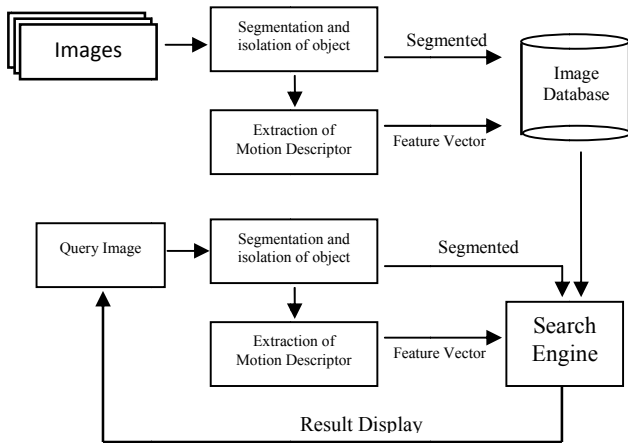 Images
Segmentation and
isolation of object
Segmented
Image
Database
Extraction of
Motion Descriptor
Feature Vector
Query Image
Segmentation and
isolation of object
Segmented
Extraction of
Motion Descriptor
Feature Vector
Search
Engine
Result Display